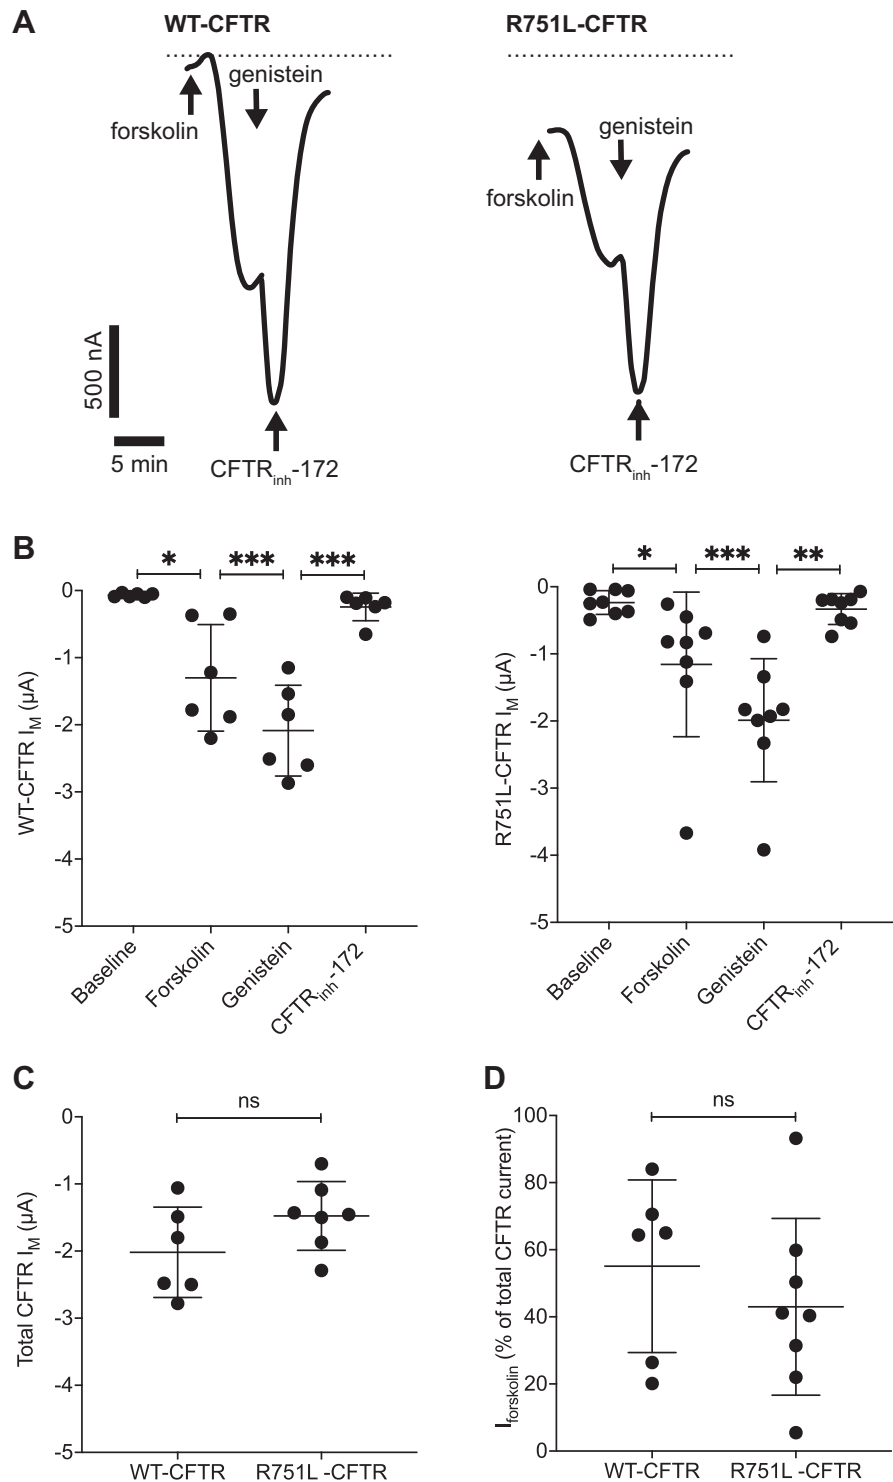 A
WT-CFTR
R751L-CFTR
genistein
forskolin
genistein
forskolin
500 nA
5 min
CFTRinh-172
CFTRinh-172
B
* *** ***
* *** **
WT-CFTR IM (µA)
0
-1
-2
-3
-4
-5
Baseline
Forskolin
Genistein
CFTRinh-172
R751L-CFTR IM (µA)
0
-1
-2
-3
-4
-5
Baseline
Forskolin
Genistein
CFTRinh-172
C
ns
Total CFTR IM (µA)
0
-1
-2
-3
-4
-5
WT-CFTR
R751L -CFTR
D
ns
Iforskolin (% of total CFTR current)
100
80
60
40
20
0
WT-CFTR
R751L -CFTR